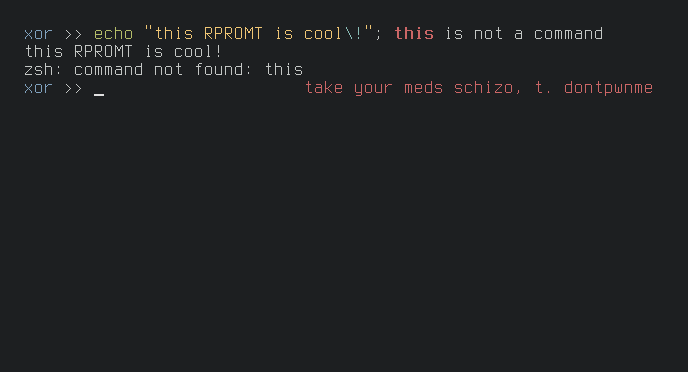 xor >> echo "this RPROMT is cool\!"; this is not a command
this RPROMT is cool!
zsh: command not found: this
xor >> _ take your meds schizo, t. dontpwnme